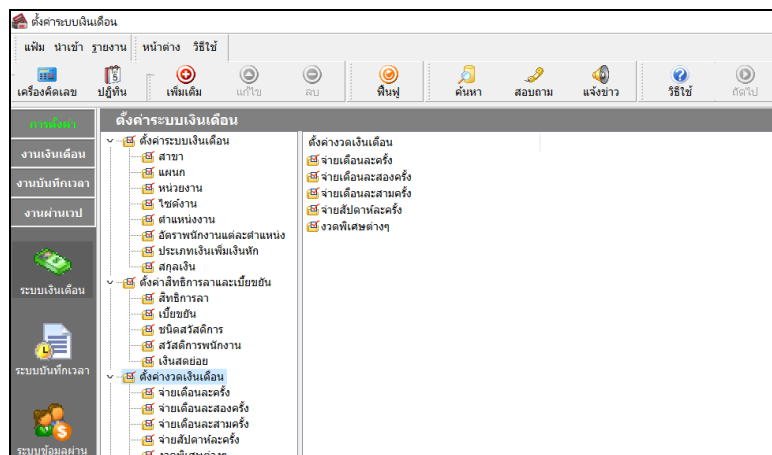 ตั้งค่าระบบเงินเดือน
แฟ้ม นำเข้า รายงาน หน้าต่าง วิธีใช้
5
เครื่องคิดเลข ปฏิทิน เพิ่มเติม แก้ไข ลบ ฟื้นฟู ค้นหา สอบถาม แจ้งข่าว วิธีใช้ ถัดไป
การตั้งค่า
งานเงินเดือน
งานบันทึกเวลา
งานผ่านเวป
ระบบเงินเดือน
ระบบบันทึกเวลา
ระบบข้อมูลผ่าน
ตั้งค่าระบบเงินเดือน
ตั้งค่าระบบเงินเดือน
สาขา
แผนก
หน่วยงาน
ไซต์งาน
ตำแหน่งงาน
อัตราพนักงานแต่ละตำแหน่ง
ประเภทเงินเพิ่มเงินหัก
สกุลเงิน
ตั้งค่าสิทธิการลาและเบี้ยขยัน
สิทธิการลา
เบี้ยขยัน
ชนิดสวัสดิการ
สวัสดิการพนักงาน
เงินสดย่อย
ตั้งค่างวดเงินเดือน
จ่ายเดือนละครั้ง
จ่ายเดือนละสองครั้ง
จ่ายเดือนละสามครั้ง
จ่ายสัปดาห์ละครั้ง
งวดพิเศษต่างๆ
ตั้งค่างวดเงินเดือน
จ่ายเดือนละครั้ง
จ่ายเดือนละสองครั้ง
จ่ายเดือนละสามครั้ง
จ่ายสัปดาห์ละครั้ง
งวดพิเศษต่างๆ